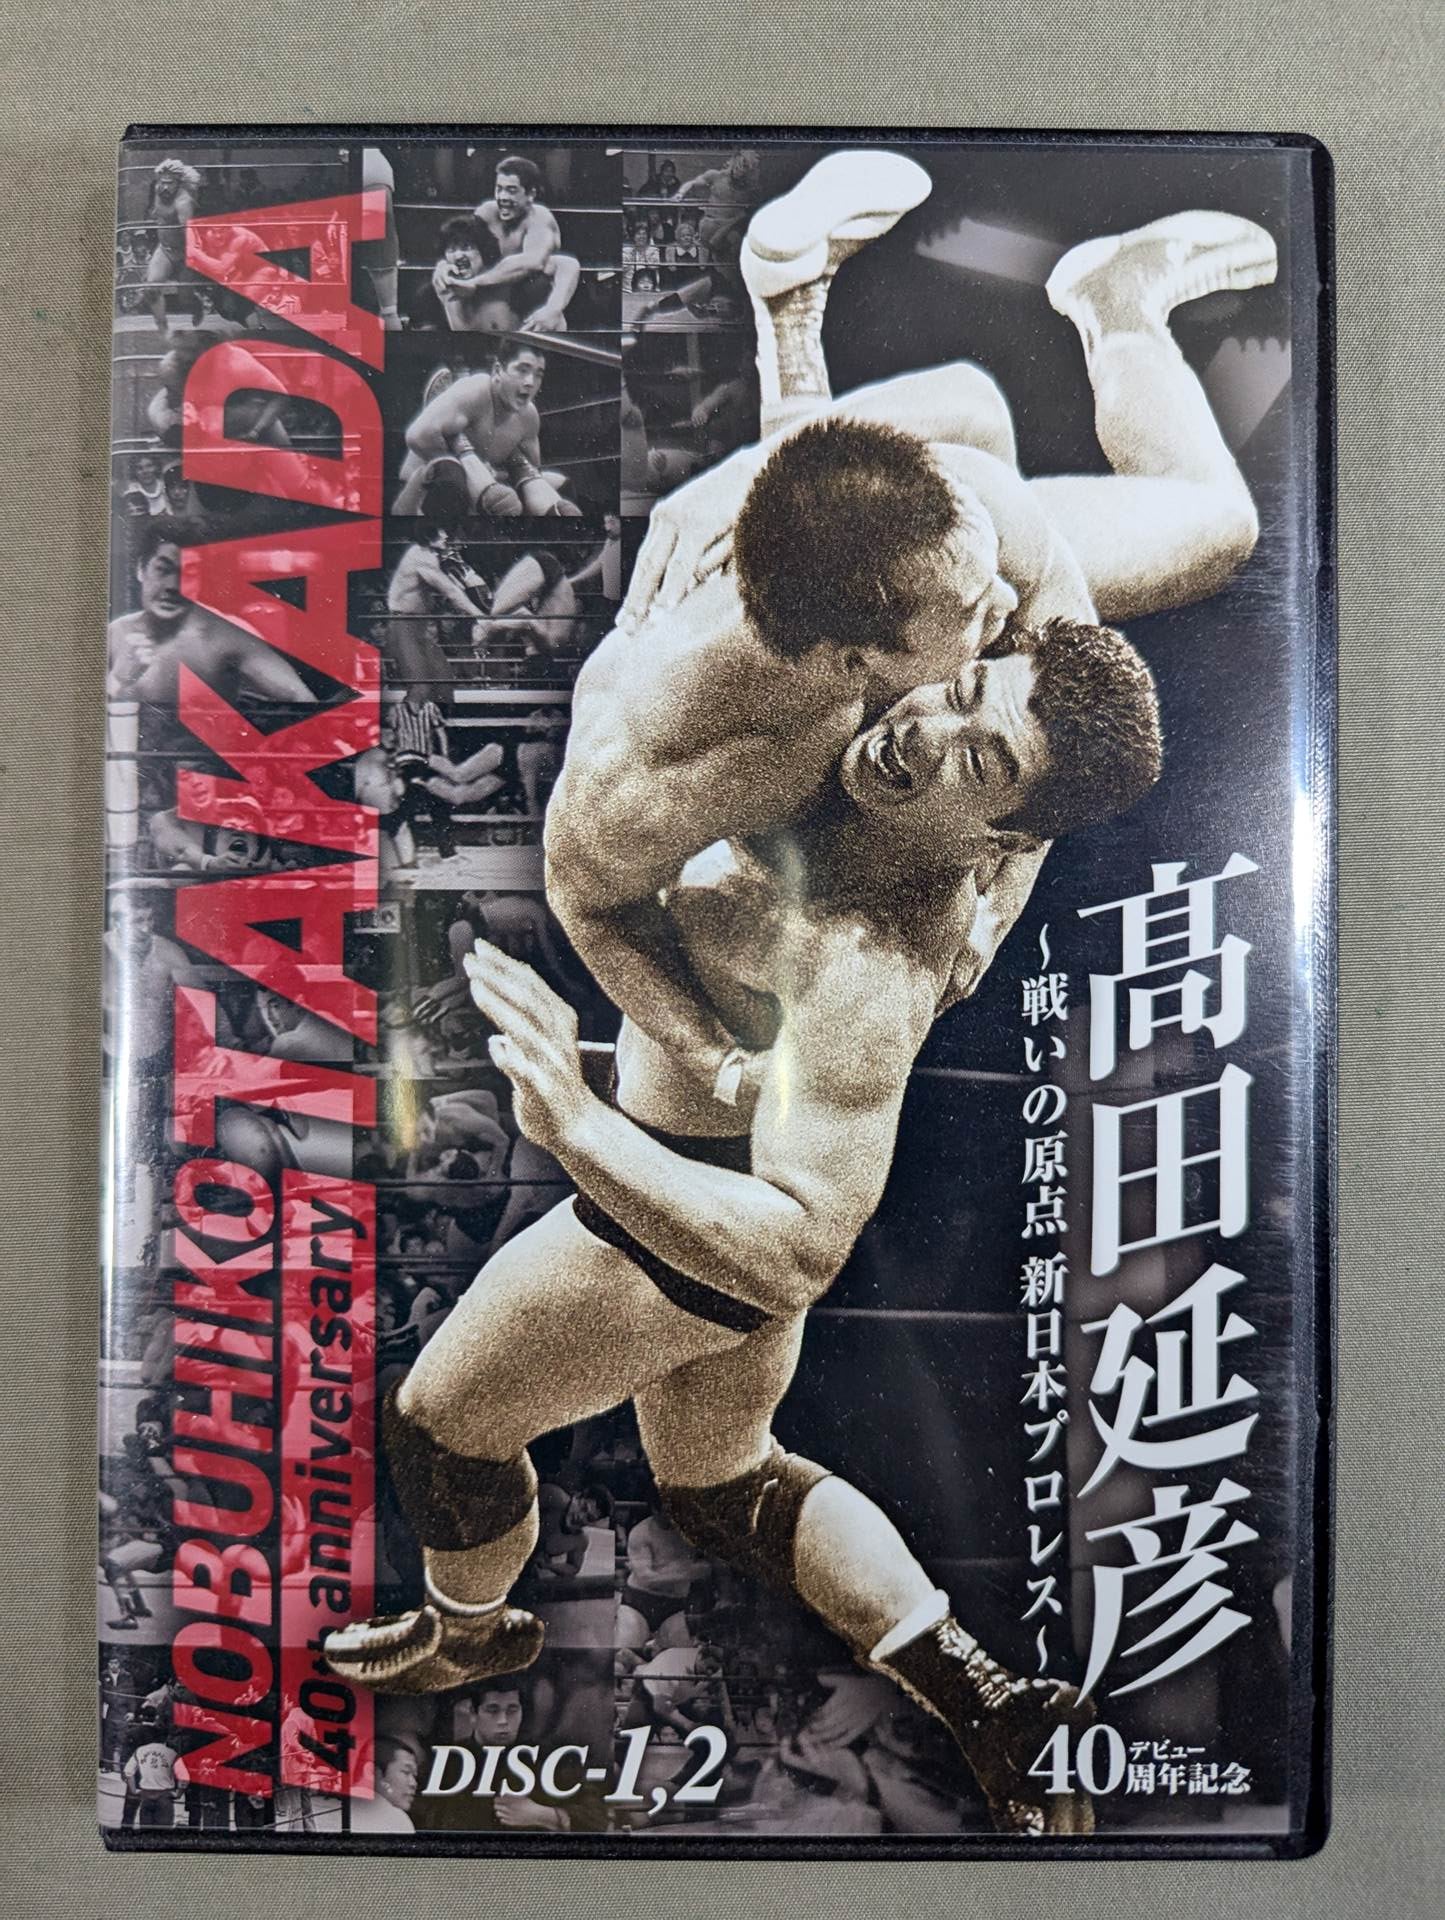 NOBUHIKO TAKADA
40th anniversary
髙田延彦
〜戦いの原点 新日本プロレス〜
DISC-1,2
デビュー
40周年記念